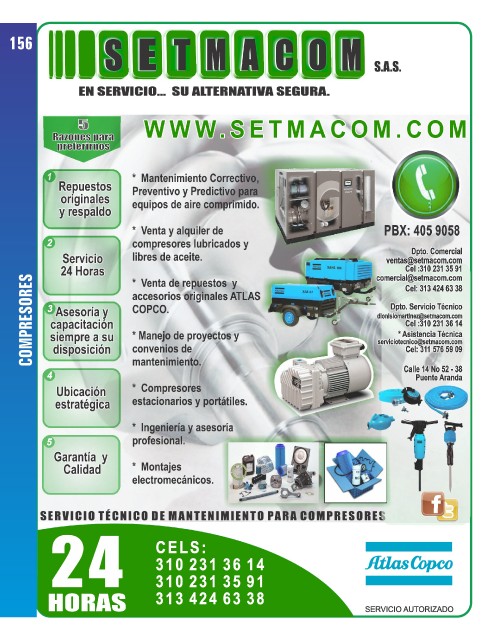 156
COMPRESORES
SETMACOM S.A.S.
EN SERVICIO... SU ALTERNATIVA SEGURA.
5
Razones para
preferirnos
WWW.SETMACOM.COM
1
Repuestos
originales
y respaldo
2
Servicio
24 Horas
3
Asesoría y
capacitación
siempre a su
disposición
4
Ubicación
estratégica
5
Garantía y
Calidad
* Mantenimiento Correctivo,
Preventivo y Predictivo para
equipos de aire comprimido.
* Venta y alquiler de
compresores lubricados y
libres de aceite.
* Venta de repuestos y
accesorios originales ATLAS
COPCO.
*Manejo de proyectos y
convenios de
mantenimiento.
* Compresores
estacionarios y portátiles.
* Ingeniería y asesoría
profesional.
* Montajes
electromecánicos.
PBX: 405 9058
Dpto. Comercial
ventas@setmacom.com
Cel :310 231 35 91
comercial@setmacom.com
Cel: 313 424 63 38
Dpto. Servicio Técnico
dionisiomartinez@setmacom.com
Cel :310 231 36 14
* Asistencia Técnica
serviciotecnico@setmacom.com
Cel: 311 576 59 09
Calle 14 No 52 - 38
Puente Aranda
f
SERVICIO TÉCNICO DE MANTENIMIENTO PARA COMPRESORES
24
HORAS
CELS:
310 231 36 14
310 231 35 91
313 424 63 38
Atlas Copco
SERVICIO AUTORIZADO